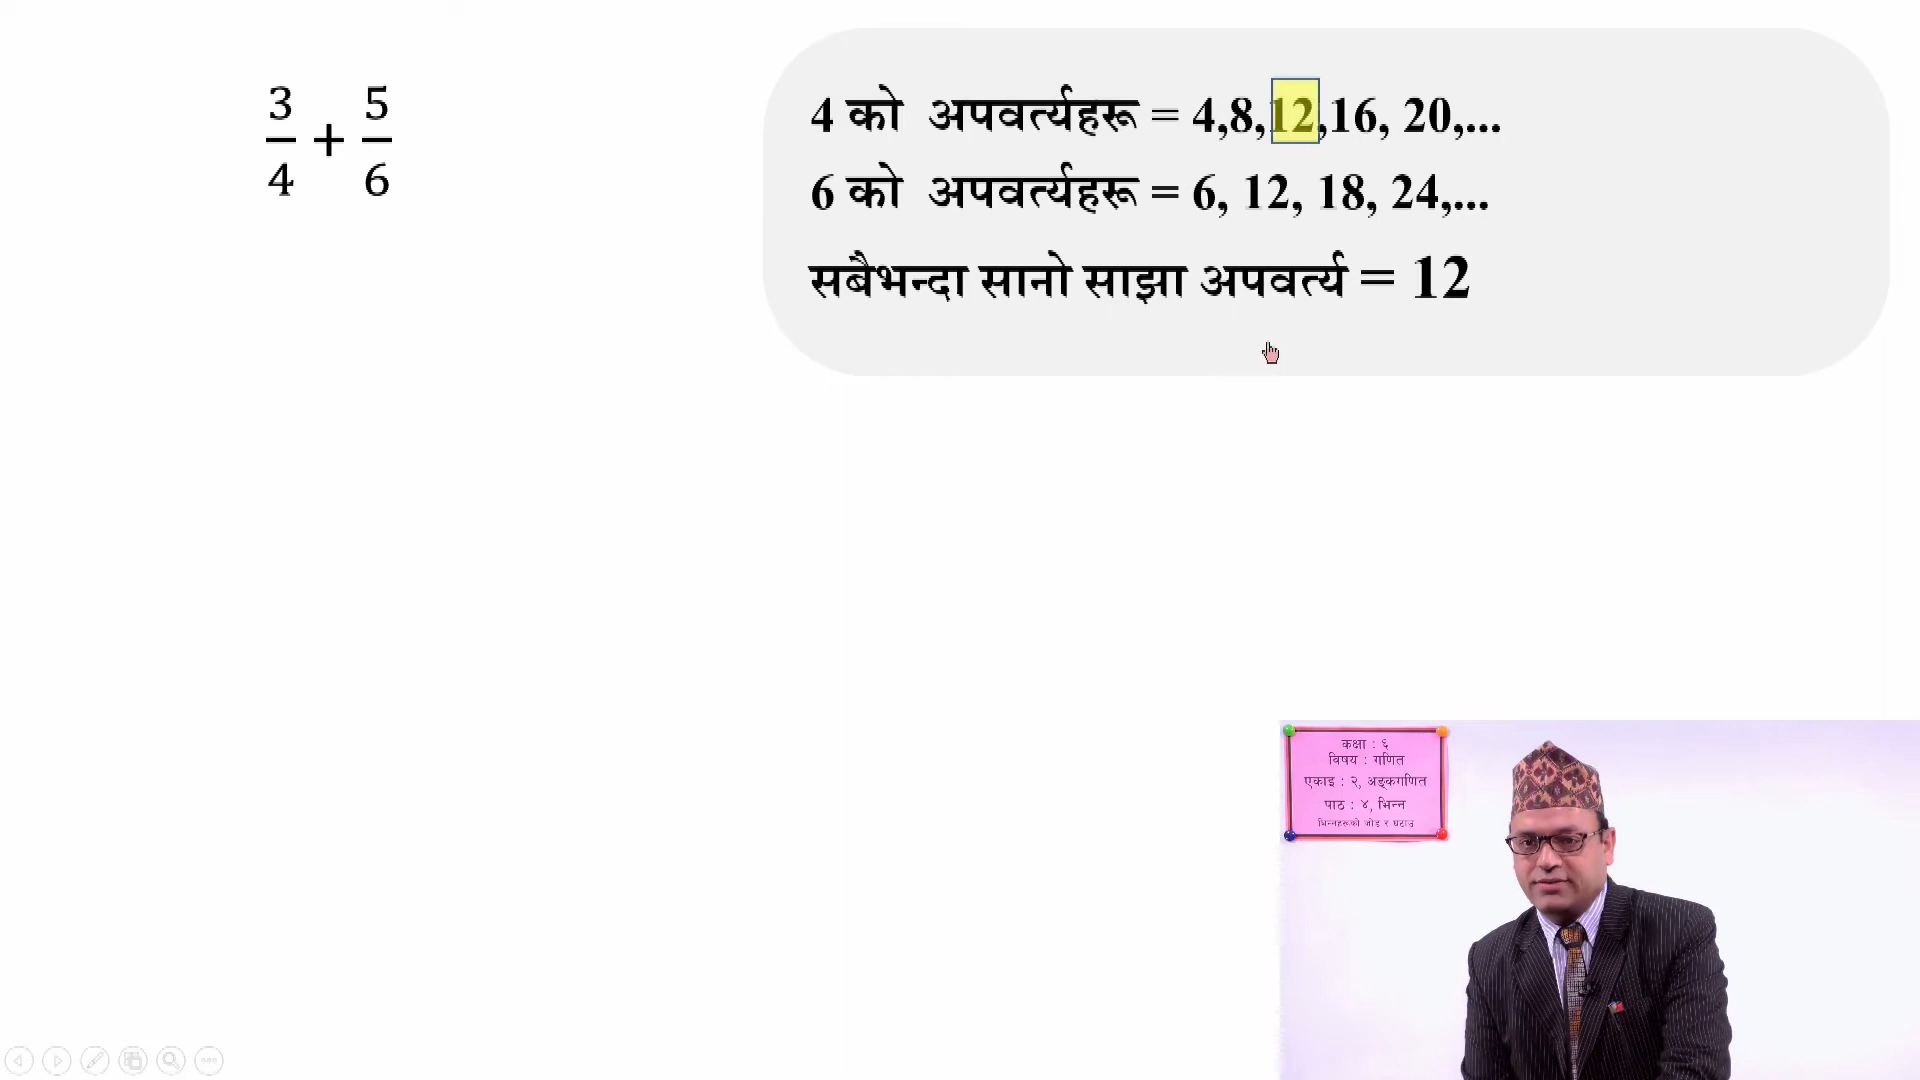 3/4 + 5/6
4 को अपवर्त्यहरू = 4,8,12,16, 20,...
6 को अपवर्त्यहरू = 6, 12, 18, 24,...
सबैभन्दा सानो साझा अपवर्त्य = 12
कक्षा : ६
विषय : गणित
एकाइ : २, अङ्कगणित
पाठ : ४, भिन्न
भिन्नहरूको जोड र घटाउ